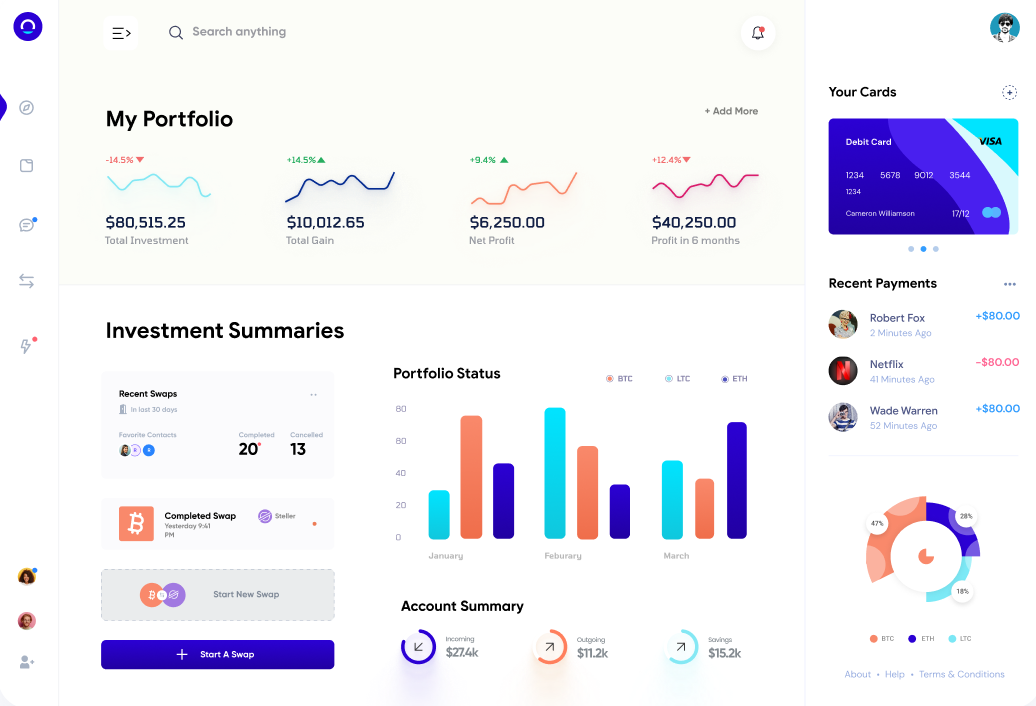 Search anything
My Portfolio
+ Add More
-14.5%
+14.5%
+9.4%
+12.4%
$80,515.25
$10,012.65
$6,250.00
$40,250.00
Total Investment
Total Gain
Net Profit
Profit in 6 months
Investment Summaries
Recent Swaps
In last 30 days
Favorite Contacts
Completed
Cancelled
20
13
Completed Swap
Yesterday 9:41
PM
Steller
Start New Swap
Start A Swap
Portfolio Status
BTC
LTC
ETH
80
60
40
20
0
January
Feburary
March
Account Summary
Incoming
$27.4k
Outgoing
$11.2k
Savings
$15.2k
Your Cards
Debit Card
VISA
1234 5678 9012 3544
1234
Cameron Williamson
17/12
Recent Payments
Robert Fox
+$80.00
2 Minutes Ago
Netflix
-$80.00
41 Minutes Ago
Wade Warren
+$80.00
52 Minutes Ago
47%
28%
18%
BTC
ETH
LTC
About • Help • Terms & Conditions